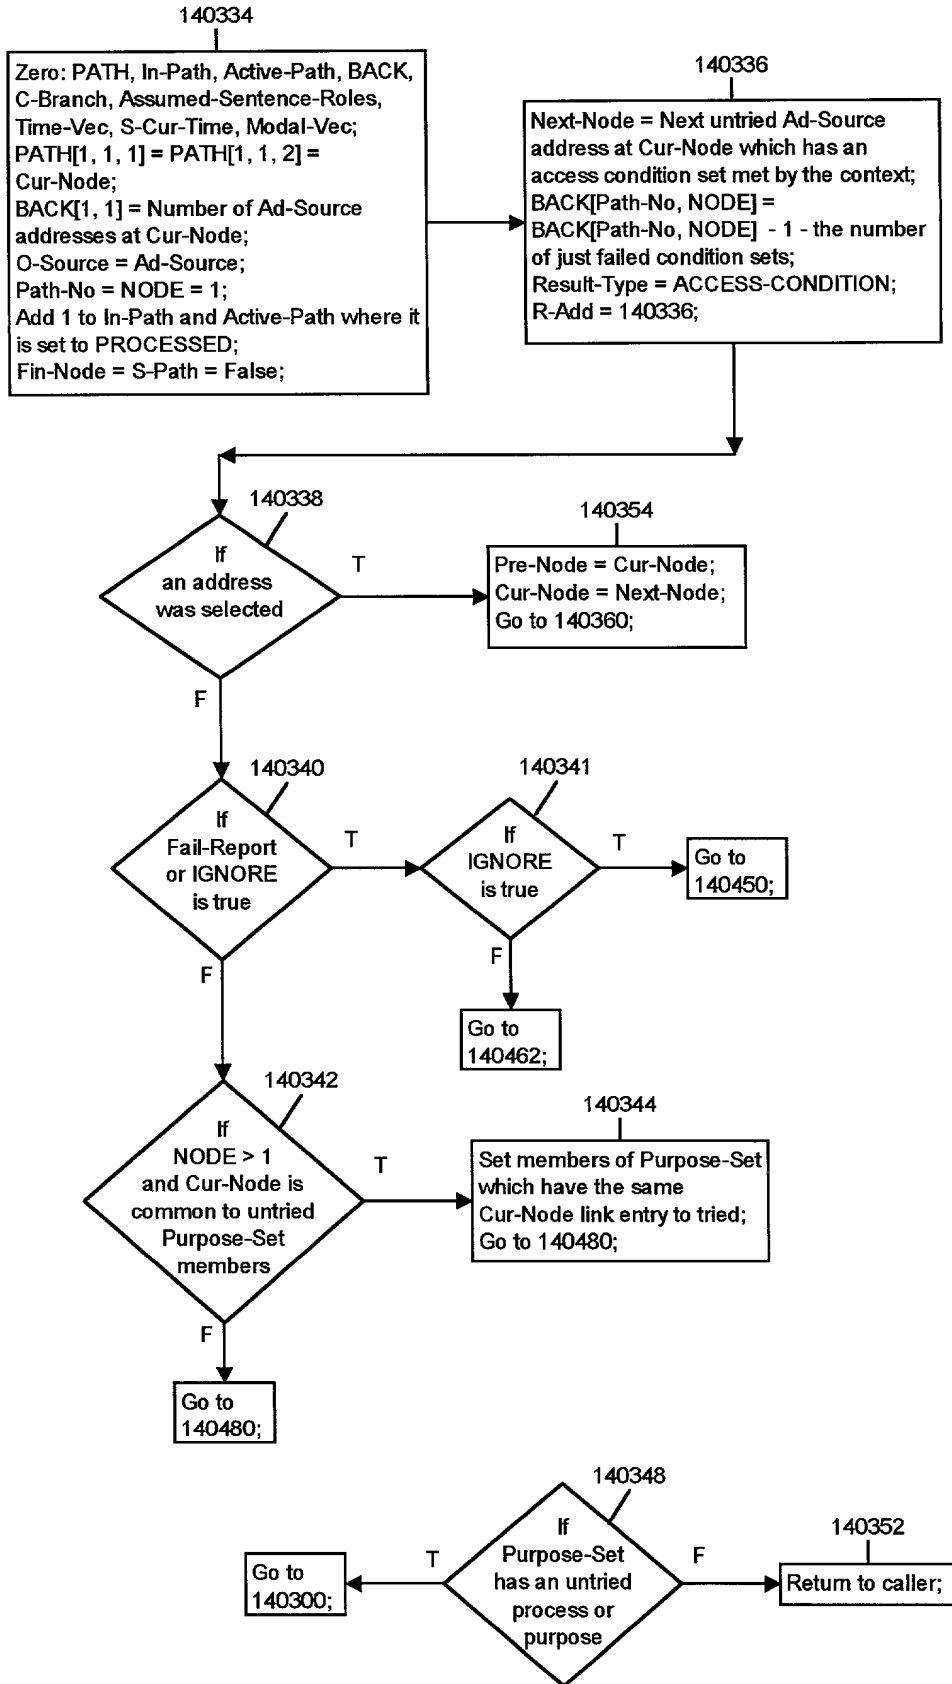 140334
Zero: PATH, In-Path, Active-Path, BACK,
C-Branch, Assumed-Sentence-Roles,
Time-Vec, S-Cur-Time, Modal-Vec;
PATH[1, 1, 1] = PATH[1, 1, 2] =
Cur-Node;
BACK[1, 1] = Number of Ad-Source
addresses at Cur-Node;
O-Source = Ad-Source;
Path-No = NODE = 1;
Add 1 to In-Path and Active-Path where it
is set to PROCESSED;
Fin-Node = S-Path = False;
140336
Next-Node = Next untried Ad-Source
address at Cur-Node which has an
access condition set met by the context;
BACK[Path-No, NODE] =
BACK[Path-No, NODE] - 1 - the number
of just failed condition sets;
Result-Type = ACCESS-CONDITION;
R-Add = 140336;
140338
If
an address
was selected
T
F
140354
Pre-Node = Cur-Node;
Cur-Node = Next-Node;
Go to 140360;
140340
If
Fail-Report
or IGNORE
is true
T
F
140341
If
IGNORE
is true
T
F
Go to
140450;
Go to
140462;
140342
If
NODE > 1
and Cur-Node is
common to untried
Purpose-Set
members
T
F
140344
Set members of Purpose-Set
which have the same
Cur-Node link entry to tried;
Go to 140480;
Go to
140480;
140348
If
Purpose-Set
has an untried
process or
purpose
T
F
Go to
140300;
140352
Return to caller;